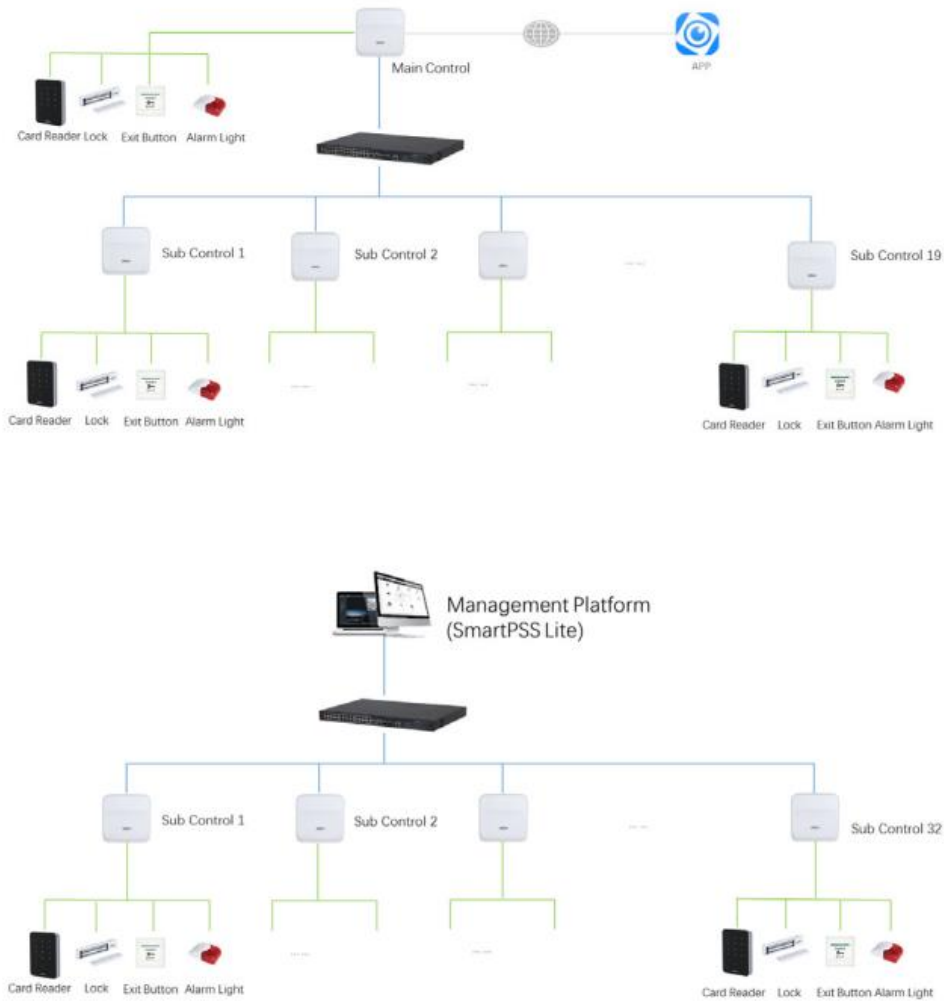 APP
Main Control
Card Reader Lock Exit Button Alarm Light
Sub Control 1
Sub Control 2
Sub Control 19
Card Reader Lock Exit Button Alarm Light
Card Reader Lock Exit Button Alarm Light
Management Platform
(SmartPSS Lite)
Sub Control 1
Sub Control 2
Sub Control 32
Card Reader Lock Exit Button Alarm Light
Card Reader Lock Exit Button Alarm Light